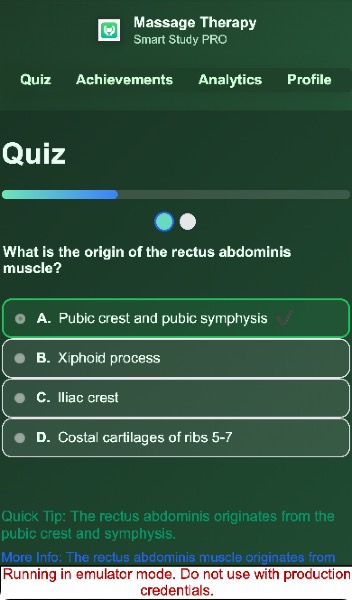 Massage Therapy
Smart Study PRO
Quiz Achievements Analytics Profile
Quiz
What is the origin of the rectus abdominis
muscle?
A. Pubic crest and pubic symphysis
B. Xiphoid process
C. Iliac crest
D. Costal cartilages of ribs 5-7
Quick Tip: The rectus abdominis originates from the
pubic crest and symphysis.
More Info: The rectus abdominis muscle originates from
Running in emulator mode. Do not use with production
credentials.